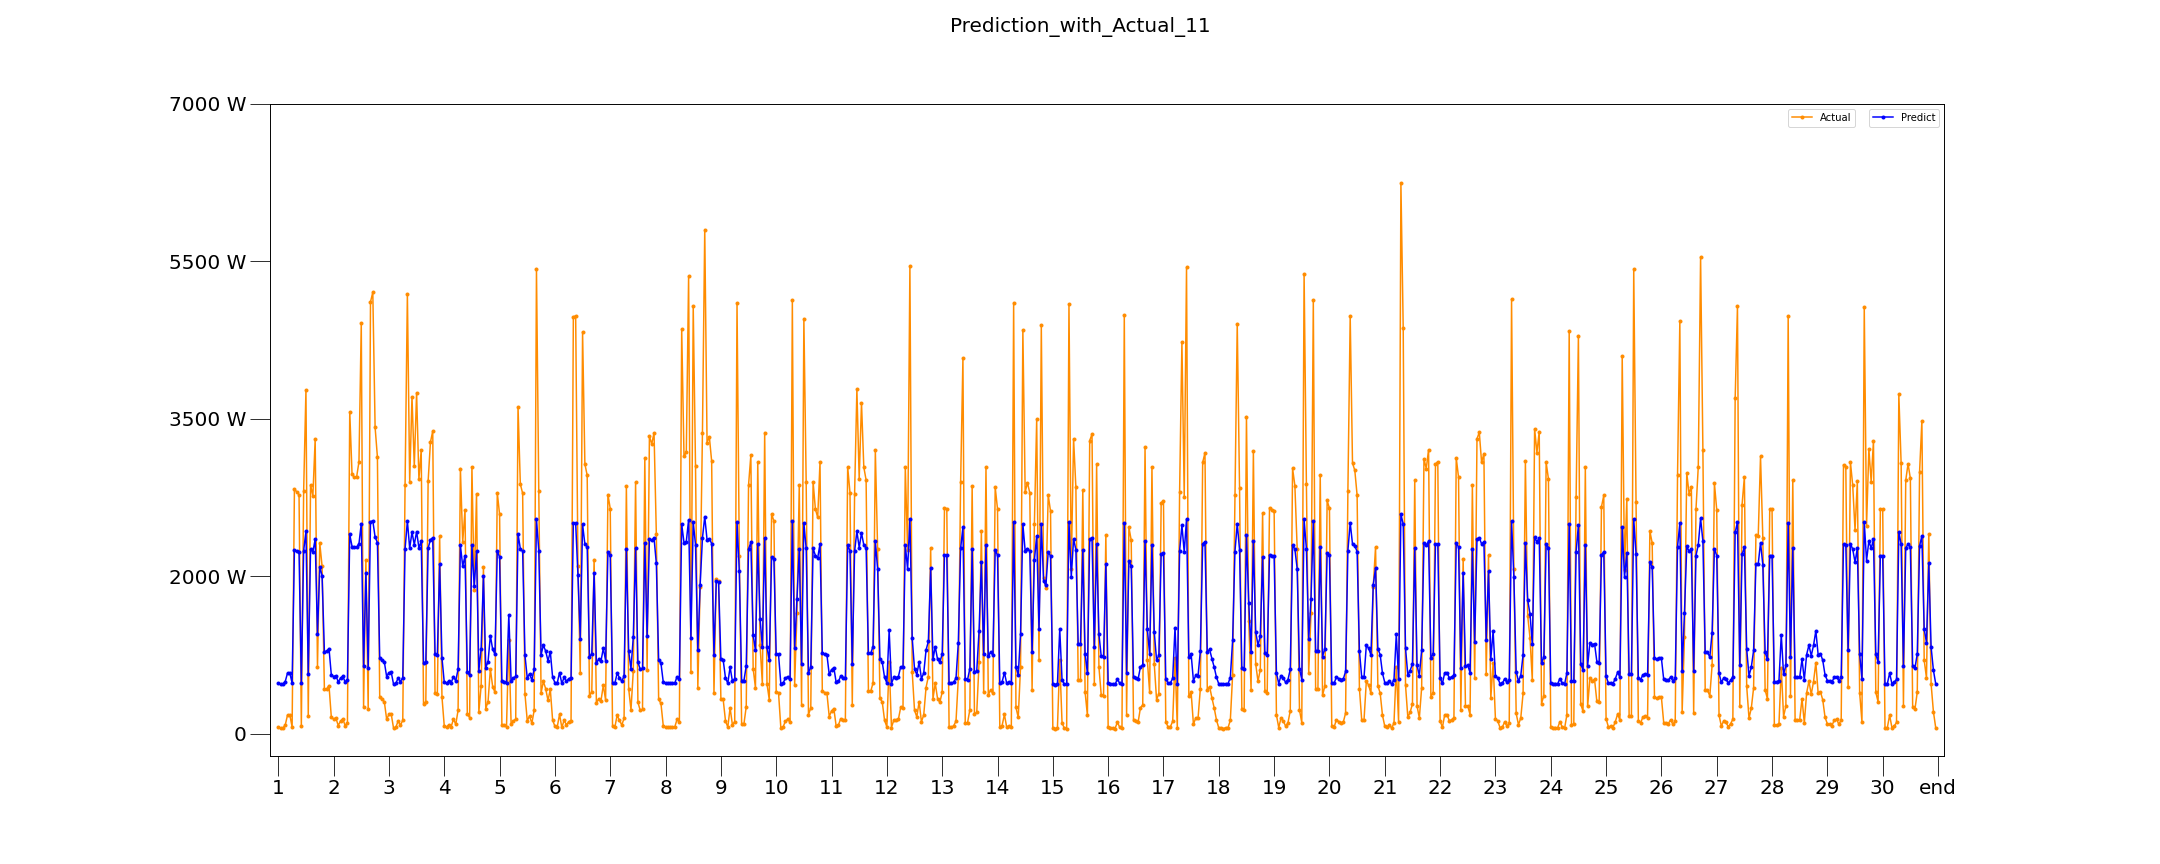 Prediction_with_Actual_11
7000 W
Actual Predict
5500 W
3500 W
2000 W
0
1 2 3 4 5 6 7 8 9 10 11 12 13 14 15 16 17 18 19 20 21 22 23 24 25 26 27 28 29 30 end